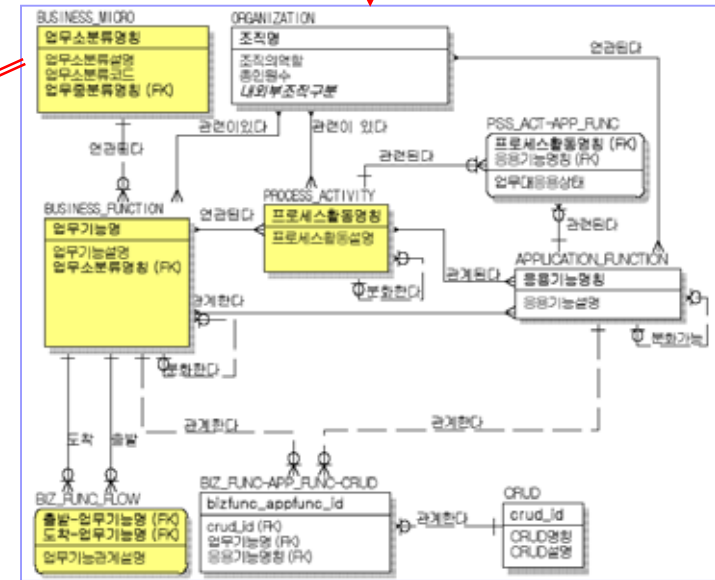 BUSINESS_MICRO
업무소분류명칭
업무소분류설명
업무소분류코드
업무중분류명칭 (FK)
ORGANIZATION
조직명
조직의역할
총인원수
내외부조직구분
연관된다
관련이있다
관련이 있다
연관된다
PSS_ACT-APP_FUNC
프로세스활동명칭 (FK)
응용기능명칭 (FK)
업무대응용상태
관련된다
관련된다
BUSINESS_FUNCTION
업무기능명
업무기능설명
업무소분류명칭 (FK)
연관된다
PROCESS_ACTIVITY
프로세스활동명칭
프로세스활동설명
분화한다
관계된다
APPLICATION_FUNCTION
응용기능명칭
응용기능설명
분화가능
관계한다
분화한다
도착
출발
관계한다
관계한다
BIZ_FUNC_FLOW
출발-업무기능명 (FK)
도착-업무기능명 (FK)
업무기능관계설명
BIZ_FUNC-APP_FUNC-CRUD
bizfunc_appfunc_id
crud_id (FK)
업무기능명 (FK)
응용기능명칭 (FK)
관계한다
CRUD
crud_id
CRUD명칭
CRUD설명